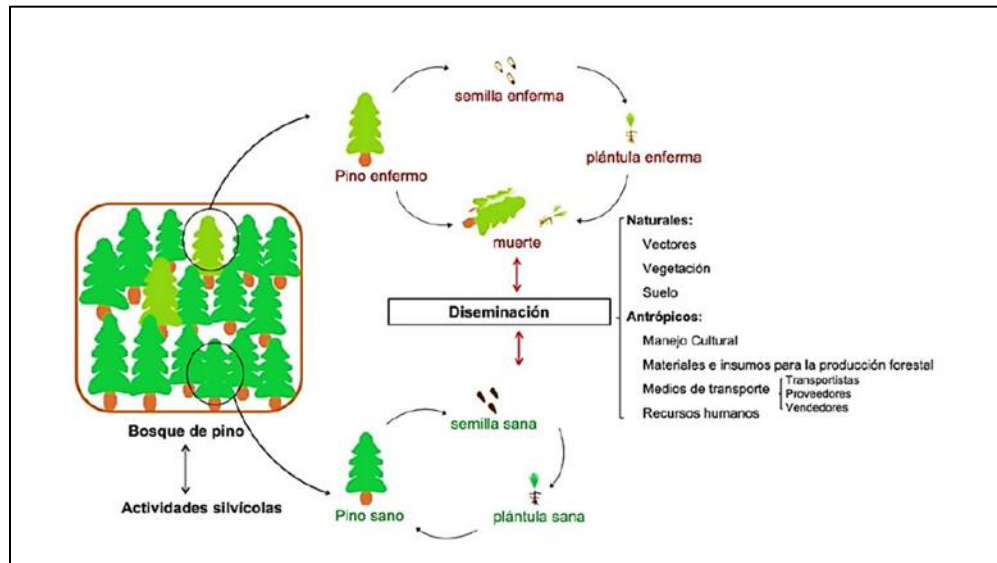 semilla enferma
plántula enferma
Pino enfermo
muerte
Diseminación
Naturales:
Vectores
Vegetación
Suelo
Antrópicos:
Manejo Cultural
Materiales e insumos para la producción forestal
Medios de transporte
Transportistas
Proveedores
Vendedores
Recursos humanos
Bosque de pino
Actividades silvícolas
semilla sana
Pino sano
plántula sana